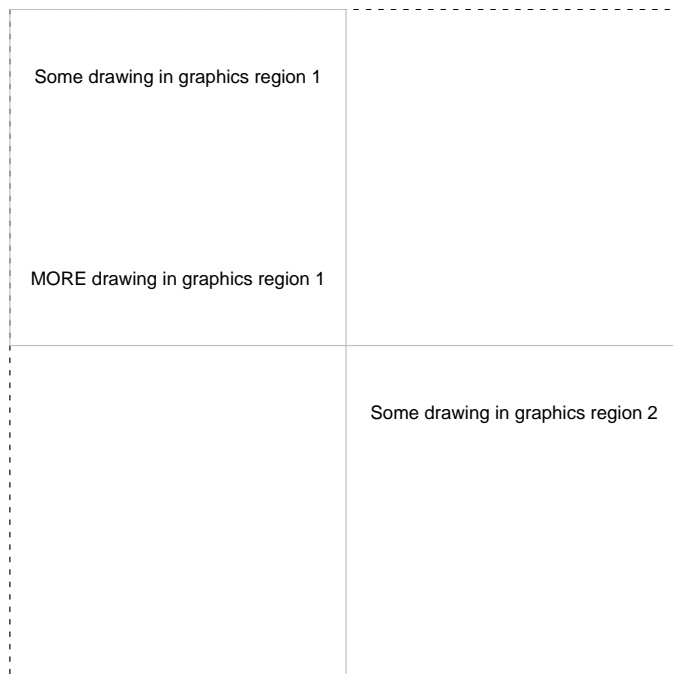 Some drawing in graphics region 1
MORE drawing in graphics region 1
Some drawing in graphics region 2